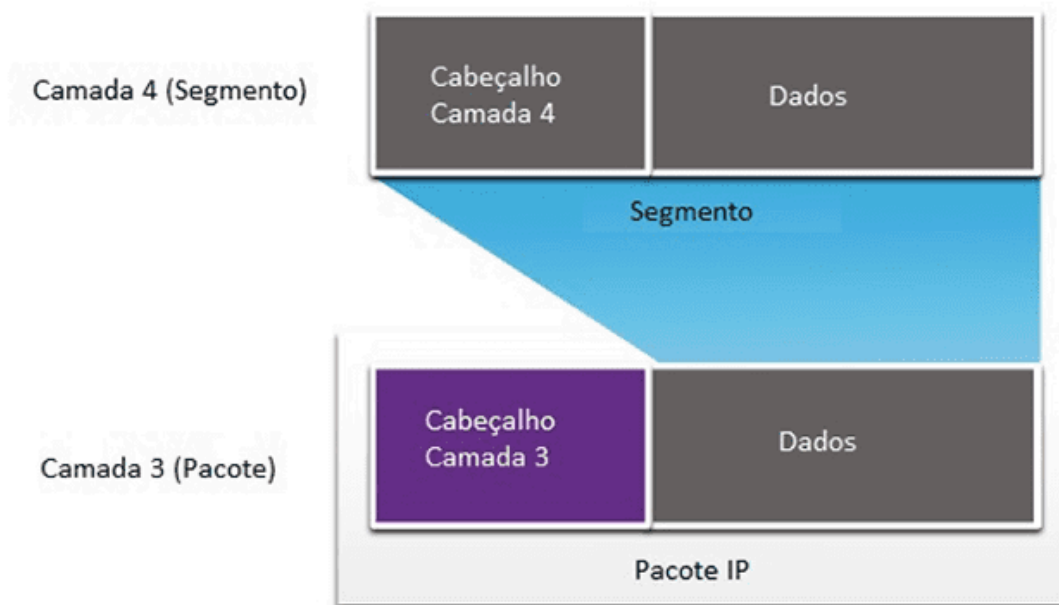 Camada 4 (Segmento)
Cabeçalho
Camada 4
Dados
Segmento
Camada 3 (Pacote)
Cabeçalho
Camada 3
Dados
Pacote IP